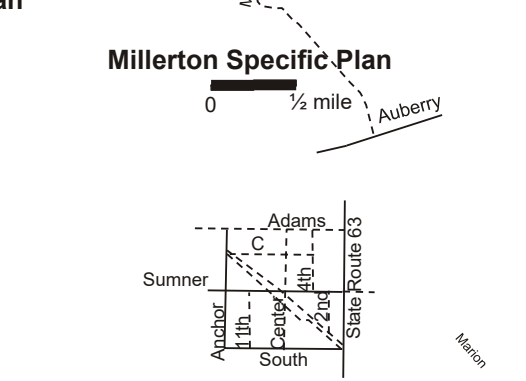 an
Millerton Specific Plan
0
½ mile
Auberry
Adams
C
State Route 63
4th
Sumner
Anchor
11th
Center
2nd
South
Marion